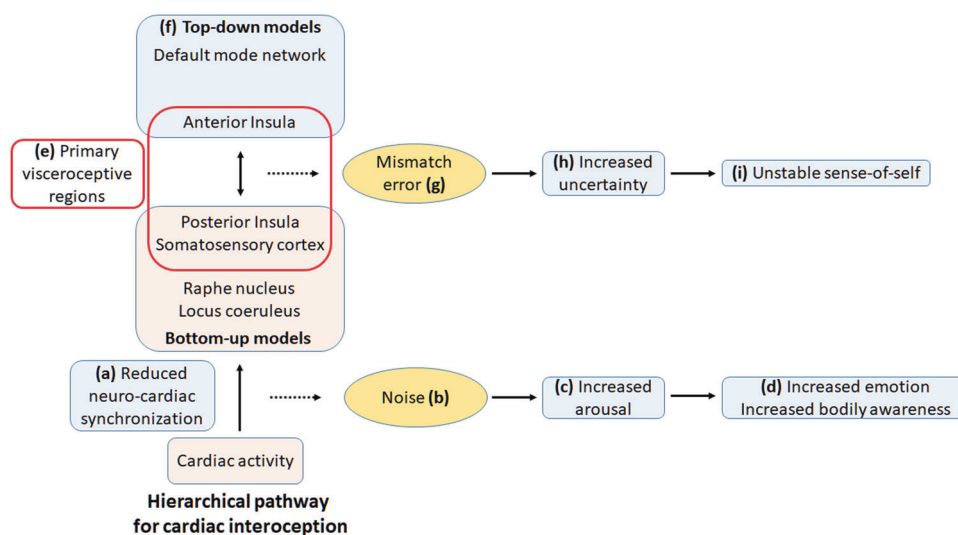 (f) Top-down models
Default mode network
Anterior Insula
(e) Primary
visceroceptive
regions
Mismatch
error (g)
(h) Increased
uncertainty
(i) Unstable sense-of-self
Posterior Insula
Somatosensory cortex
Raphe nucleus
Locus coeruleus
Bottom-up models
(a) Reduced
neuro-cardiac
synchronization
Noise (b)
(c) Increased
arousal
(d) Increased emotion
Increased bodily awareness
Cardiac activity
Hierarchical pathway
for cardiac interoception